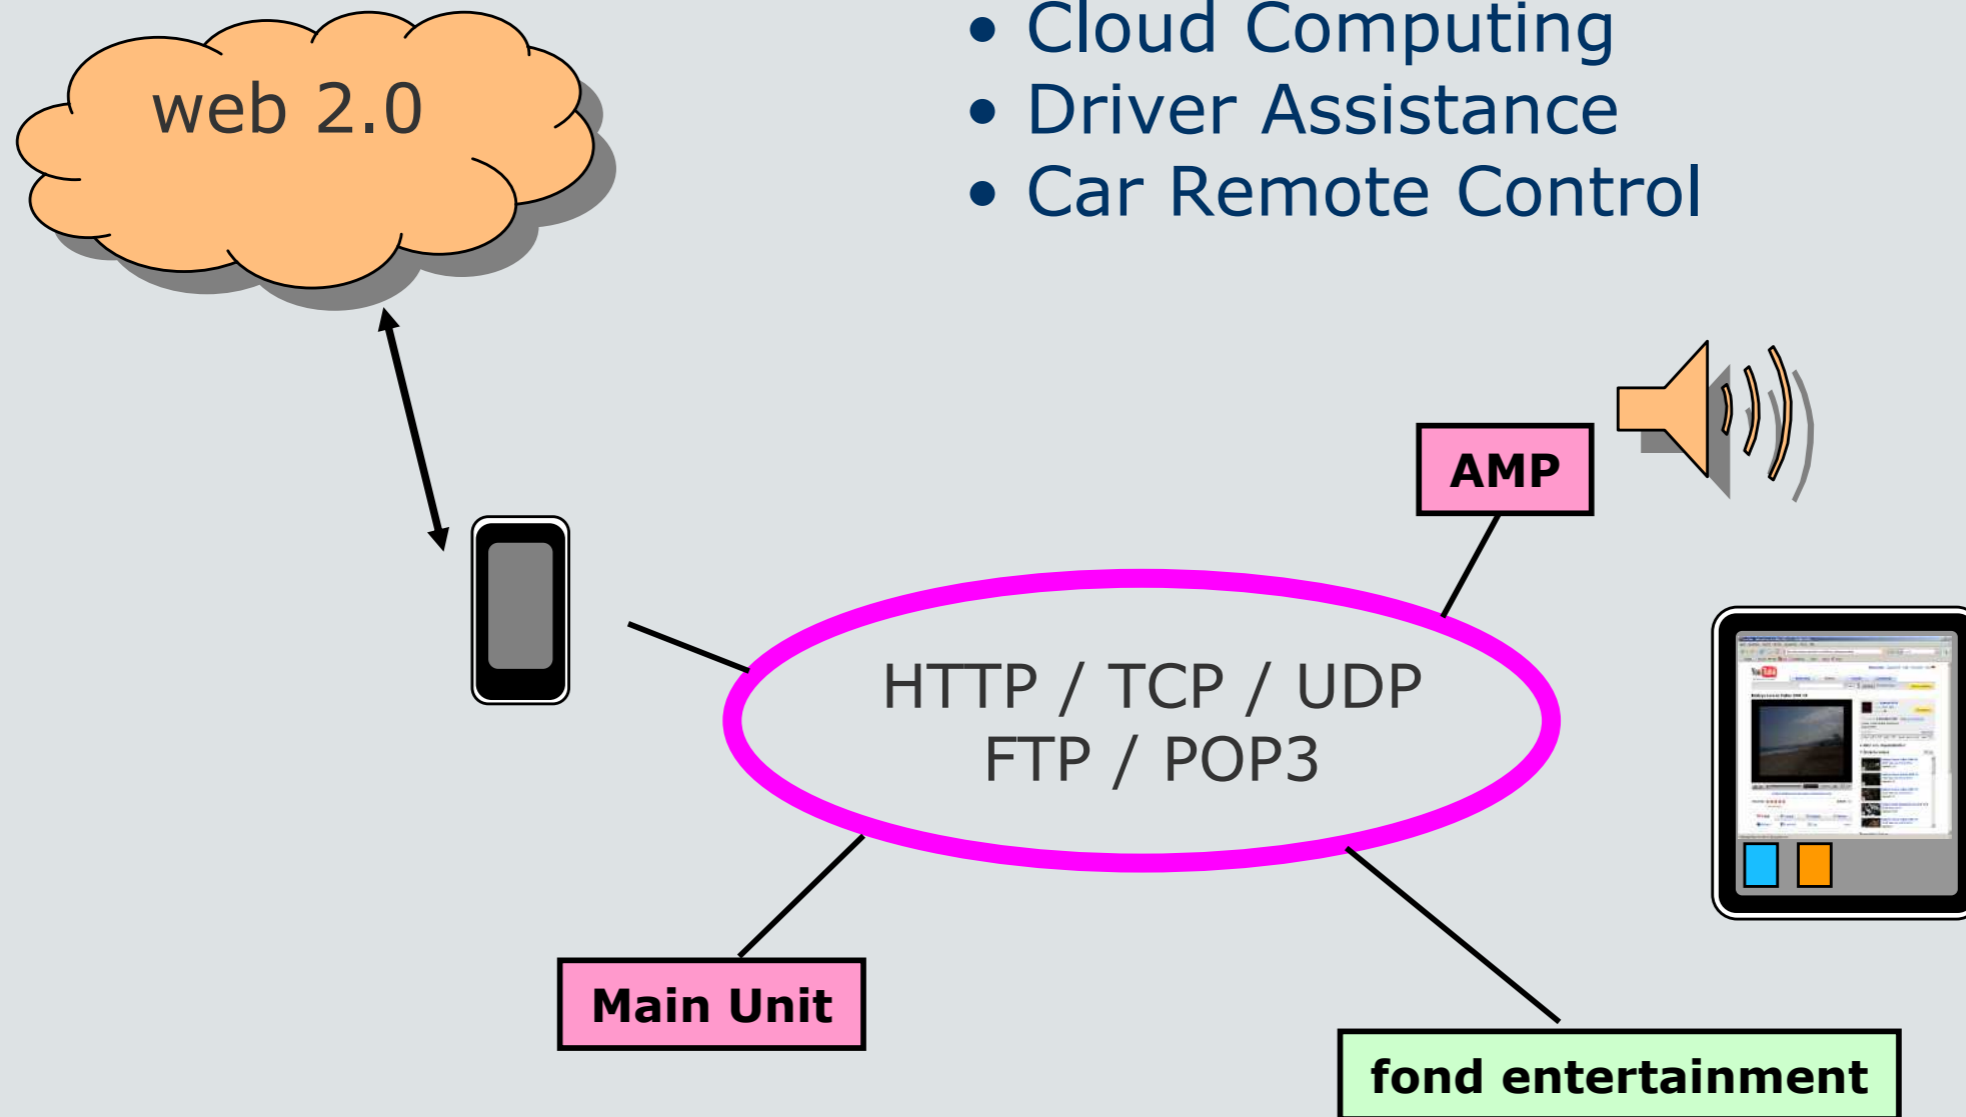 • Cloud Computing
• Driver Assistance
• Car Remote Control
web 2.0
AMP
HTTP / TCP / UDP
FTP / POP3
Main Unit
fond entertainment